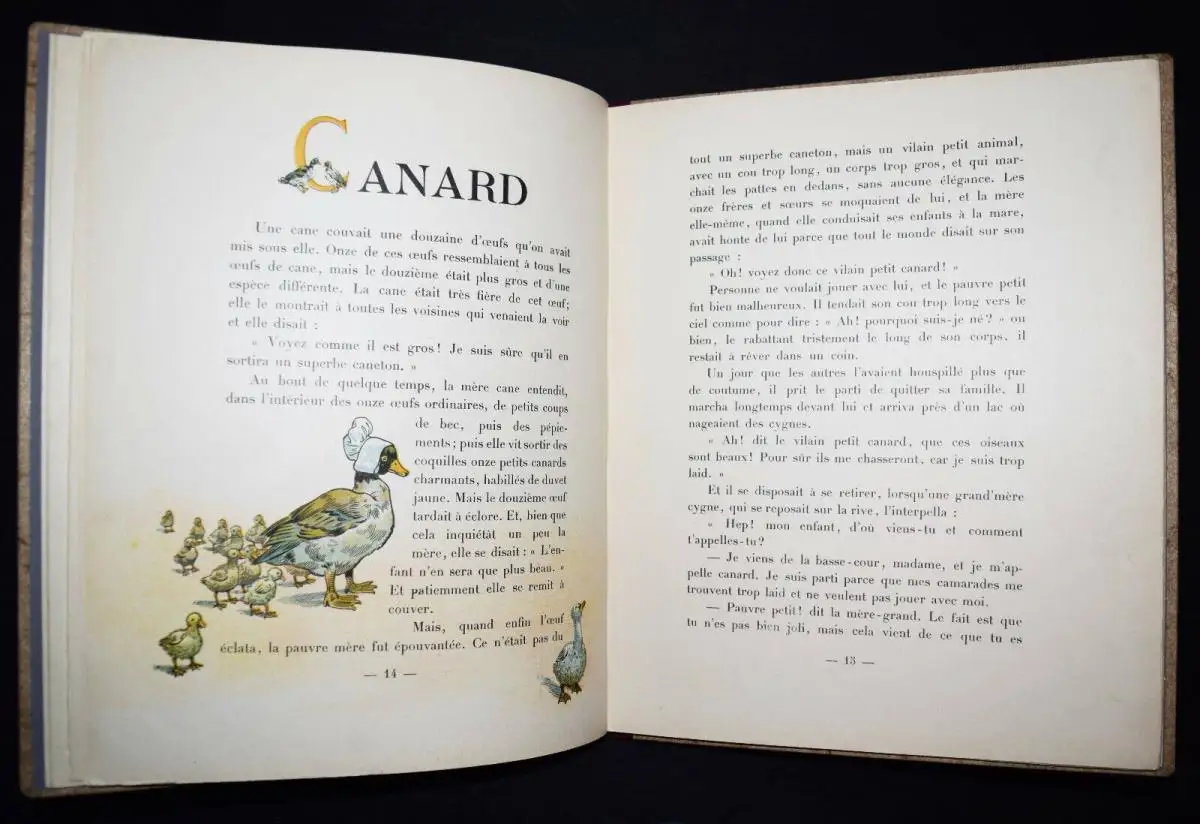 CANARD
Une cane couvait une douzaine d'œufs qu'on avait
mis sous elle. Onze de ces œufs ressemblaient à tous les
œufs de cane, mais le douzième était plus gros et d'une
espèce différente. La cane était très fière de cet œuf;
elle le montrait à toutes les voisines qui venaient la voir
et elle disait :
« Voyez comme il est gros! Je suis sûre qu'il en
sortira un superbe caneton. »
Au bout de quelque temps, la mère cane entendit,
dans l'intérieur des onze œufs ordinaires, de petits coups
de bec, puis des pépie-
ments; puis elle vit sortir des
coquilles onze petits canards
charmants, habillés de duvet
jaune. Mais le douzième œuf
tardait à éclore. Et, bien que
cela inquiétât un peu la
mère, elle se disait : « L'en-
fant n'en sera que plus beau. »
Et patiemment elle se remit à
couver.
Mais, quand enfin l'œuf
éclata, la pauvre mère fut épouvantée. Ce n'était pas du
— 14 —
tout un superbe caneton, mais un vilain petit animal,
avec un cou trop long, un corps trop gros, et qui mar-
chait les pattes en dedans, sans aucune élégance. Les
onze frères et sœurs se moquaient de lui, et la mère
elle-même, quand elle conduisait ses enfants à la mare,
avait honte de lui parce que tout le monde disait sur son
passage :
« Oh! voyez donc ce vilain petit canard! »
Personne ne voulait jouer avec lui, et le pauvre petit
fut bien malheureux. Il tendait son cou trop long vers le
ciel comme pour dire : « Ah! pourquoi suis-je né? » ou
bien, le rabattant tristement le long de son corps, il
restait à rêver dans un coin.
Un jour que les autres l'avaient houspillé plus que
de coutume, il prit le parti de quitter sa famille. Il
marcha longtemps devant lui et arriva près d'un lac où
nageaient des cygnes.
« Ah! dit le vilain petit canard, que ces oiseaux
sont beaux! Pour sûr ils me chasseront, car je suis trop
laid. »
Et il se disposait à se retirer, lorsqu'une grand'mère
cygne, qui se reposait sur la rive, l'interpella :
« Hep! mon enfant, d'où viens-tu et comment
t'appelles-tu?
— Je viens de la basse-cour, madame, et je m'ap-
pelle canard. Je suis parti parce que mes camarades me
trouvent trop laid et ne veulent pas jouer avec moi.
— Pauvre petit! dit la mère-grand. Le fait est que
tu n'es pas bien joli, mais cela vient de ce que tu es
— 15 —